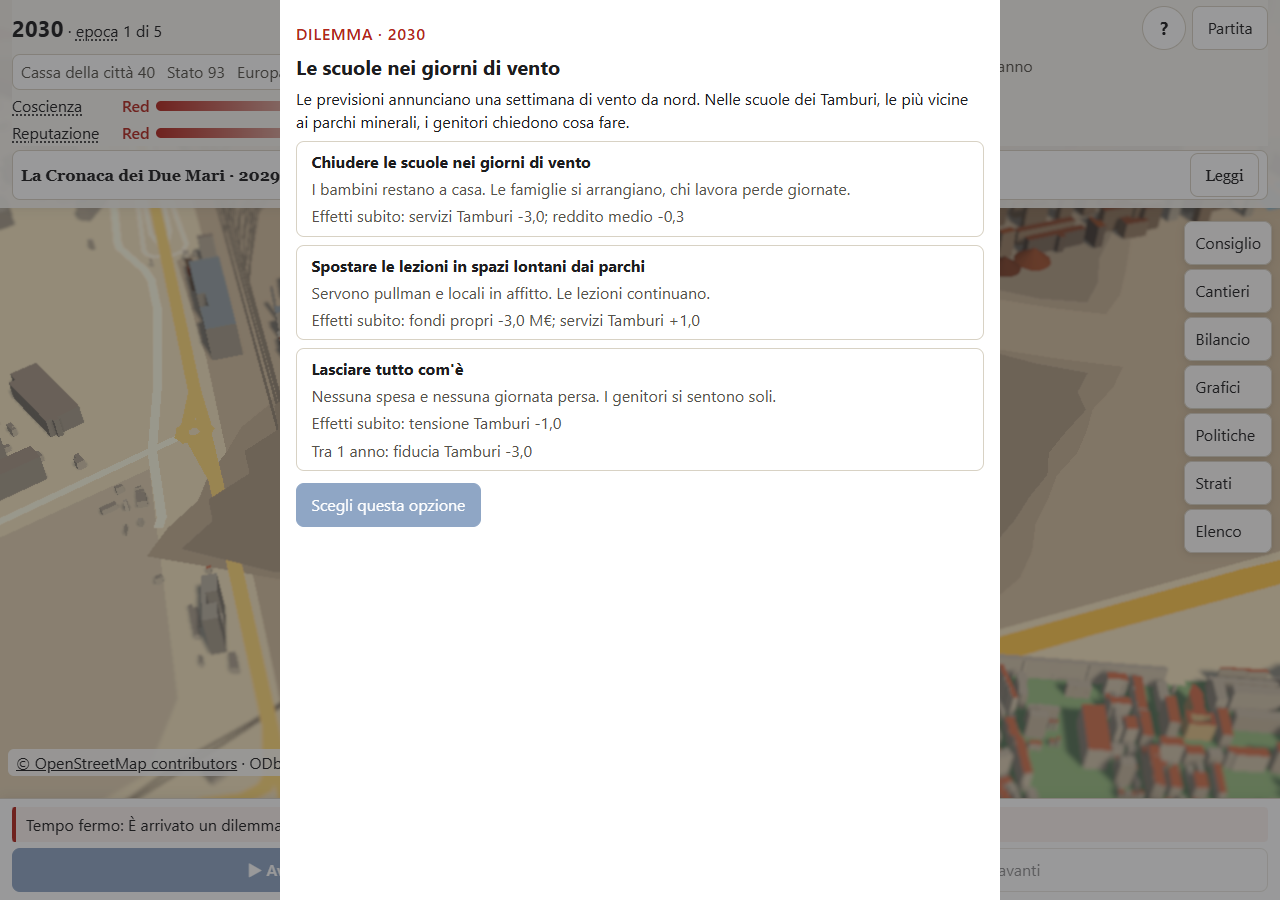 2030 · epoca 1 di 5
? Partita
Cassa della città 40 Stato 93
anno
Coscienza Red
Reputazione Red
La Cronaca dei Due Mari · 2029
Leggi
DILEMMA · 2030
Le scuole nei giorni di vento
Le previsioni annunciano una settimana di vento da nord. Nelle scuole dei Tamburi, le più vicine
ai parchi minerali, i genitori chiedono cosa fare.
Chiudere le scuole nei giorni di vento
I bambini restano a casa. Le famiglie si arrangiano, chi lavora perde giornate.
Effetti subito: servizi Tamburi -3,0; reddito medio -0,3
Spostare le lezioni in spazi lontani dai parchi
Servono pullman e locali in affitto. Le lezioni continuano.
Effetti subito: fondi propri -3,0 M€; servizi Tamburi +1,0
Lasciare tutto com'è
Nessuna spesa e nessuna giornata persa. I genitori si sentono soli.
Effetti subito: tensione Tamburi -1,0
Tra 1 anno: fiducia Tamburi -3,0
Scegli questa opzione
Consiglio
Cantieri
Bilancio
Grafici
Politiche
Strati
Elenco
© OpenStreetMap contributors
Tempo fermo: È arrivato un dilemma
avanti